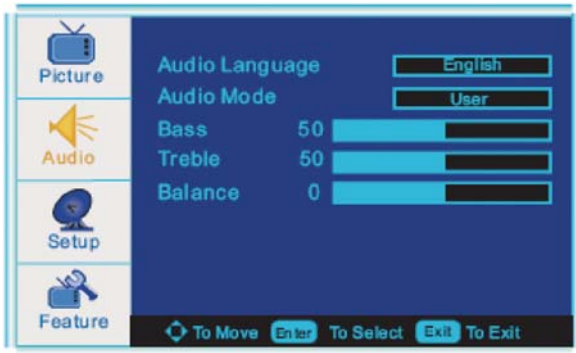 Picture
Audio
Setup
Feature
Audio Language English
Audio Mode User
Bass 50
Treble 50
Balance 0
To Move Enter To Select Exit To Exit